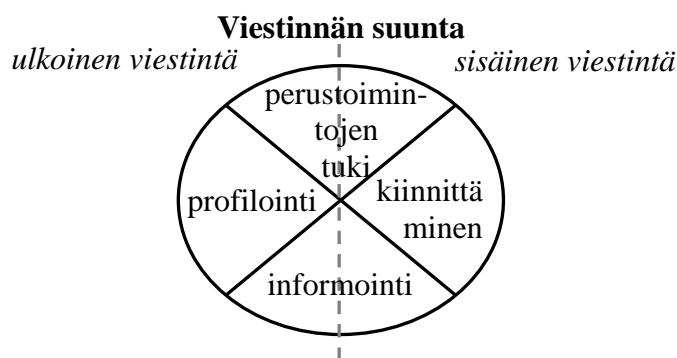 Viestinnän suunta
ulkoinen viestintä
sisäinen viestintä
perustoimin-
tojen
tuki
profilointi
kiinnittä
minen
informointi